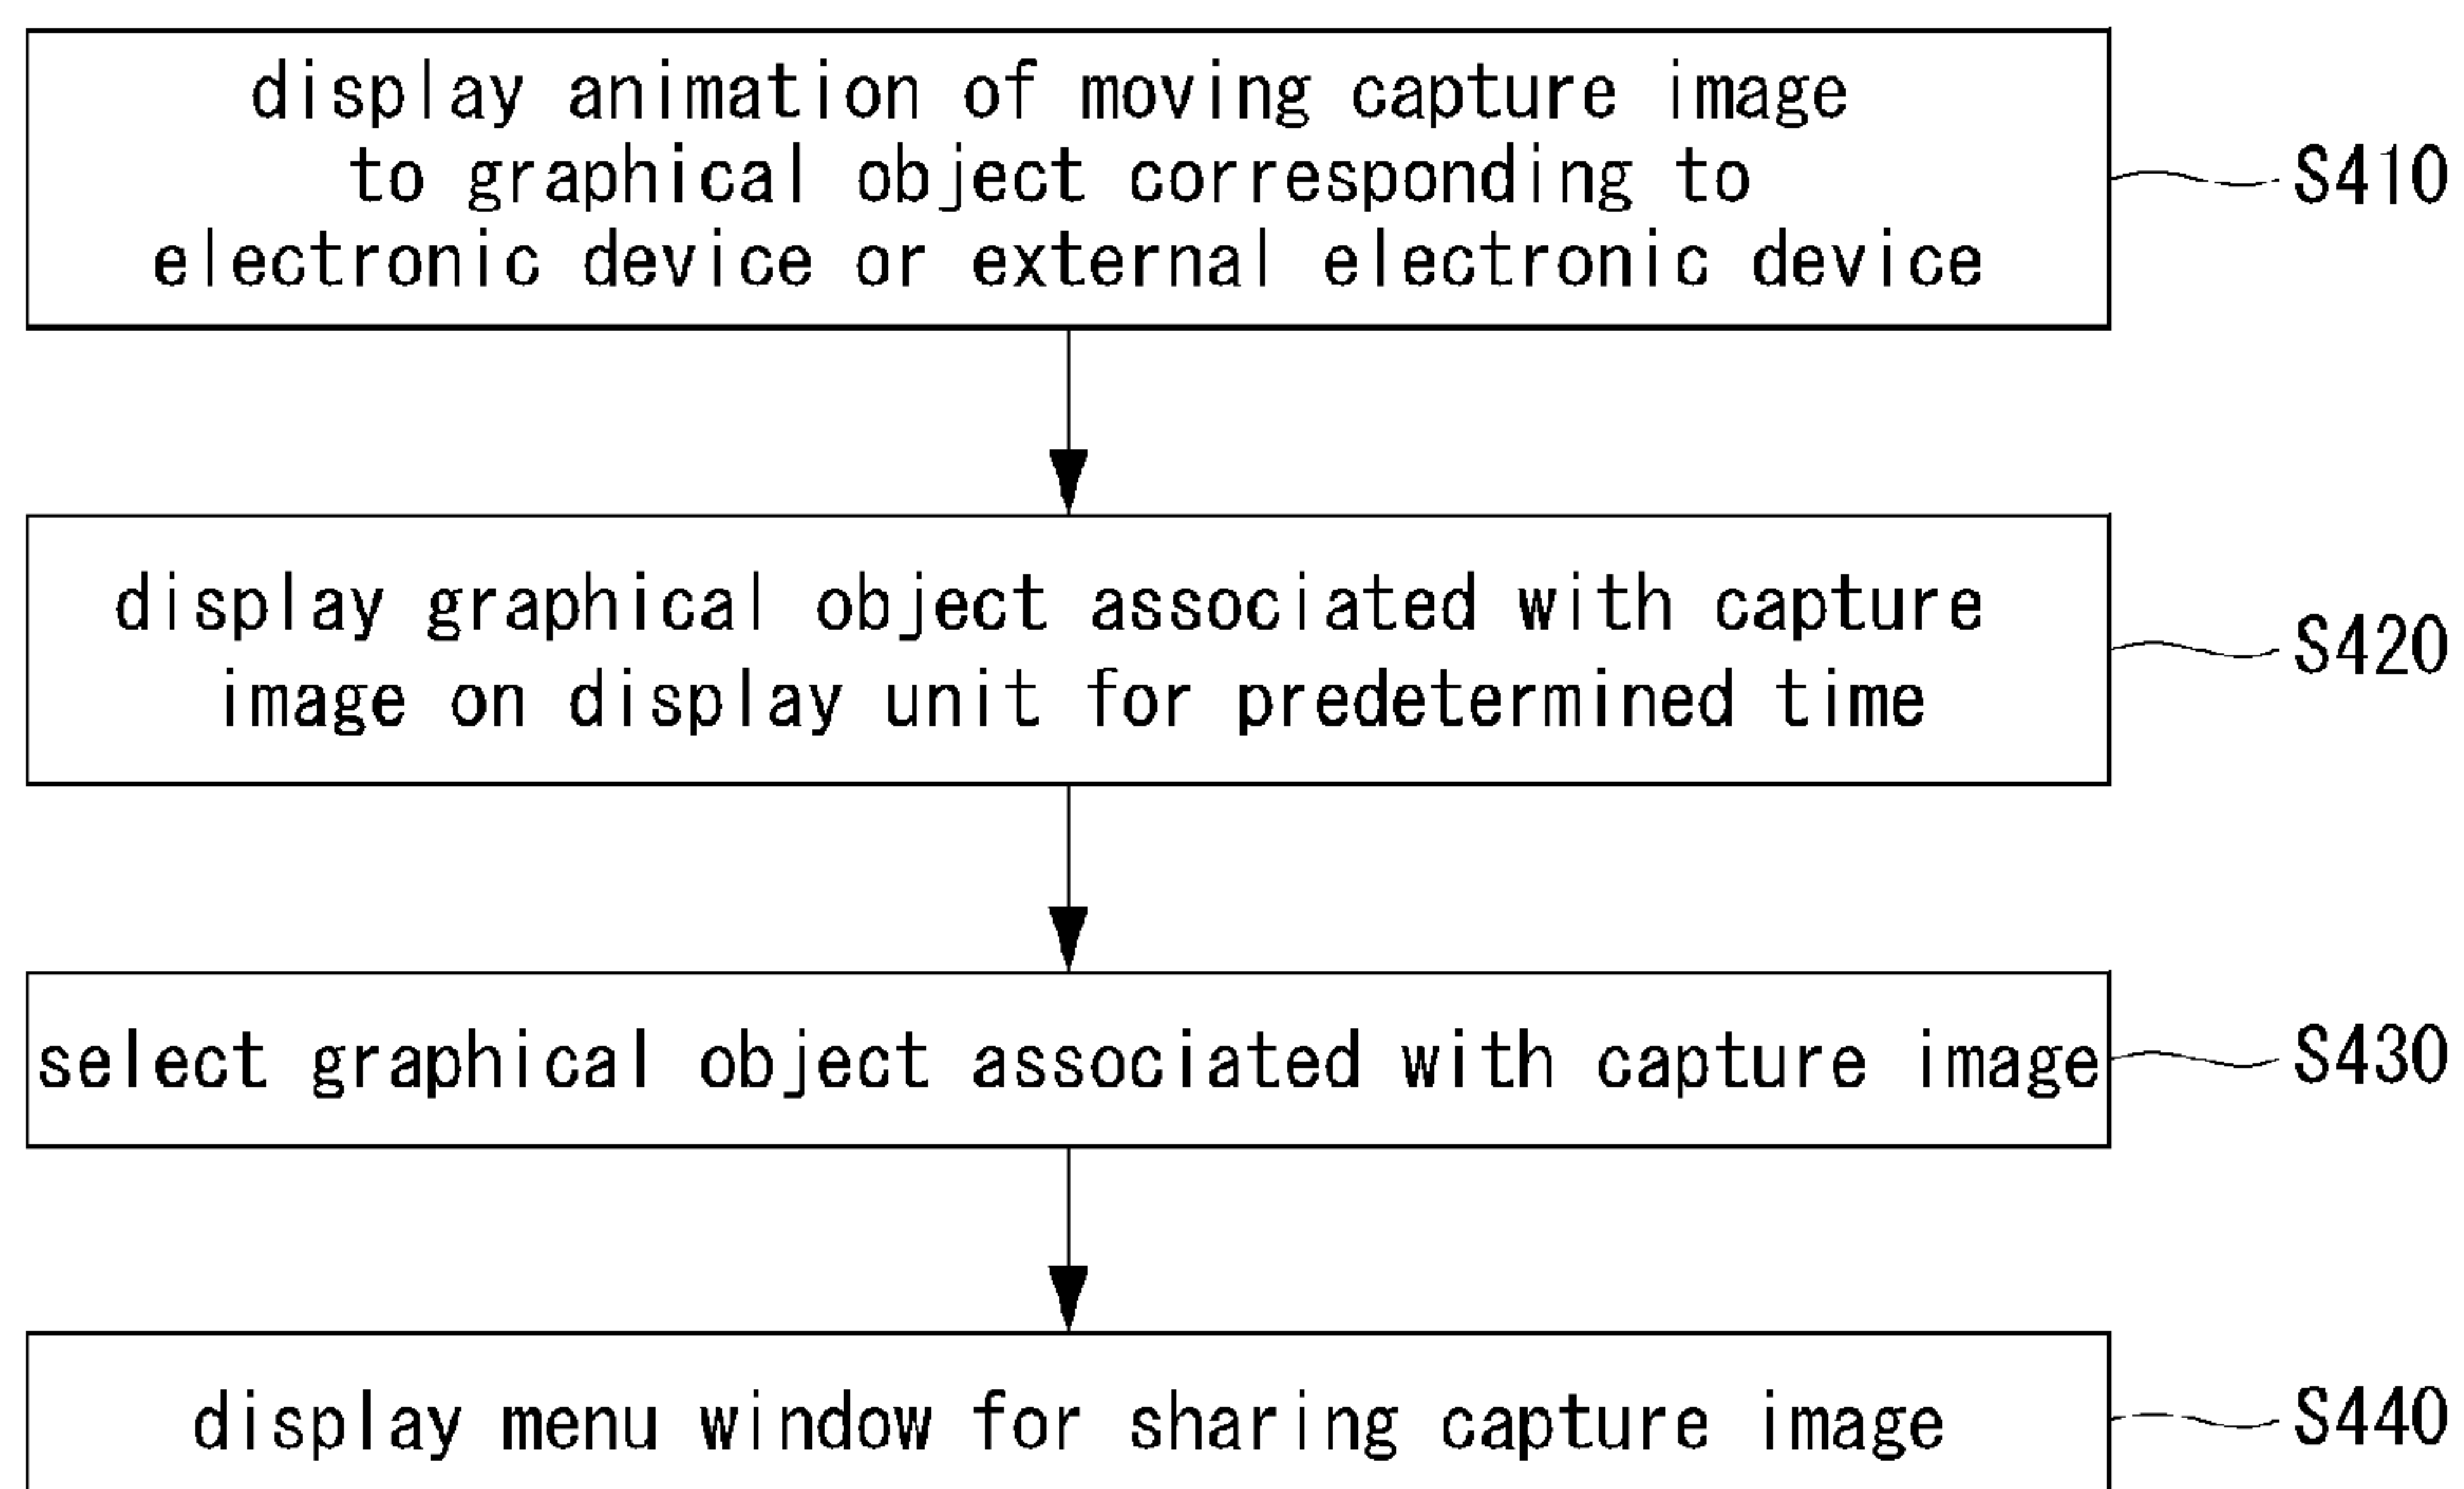 display animation of moving capture image
to graphical object corresponding to
electronic device or external electronic device
S410
display graphical object associated with capture
image on display unit for predetermined time
S420
select graphical object associated with capture image
S430
display menu window for sharing capture image
S440